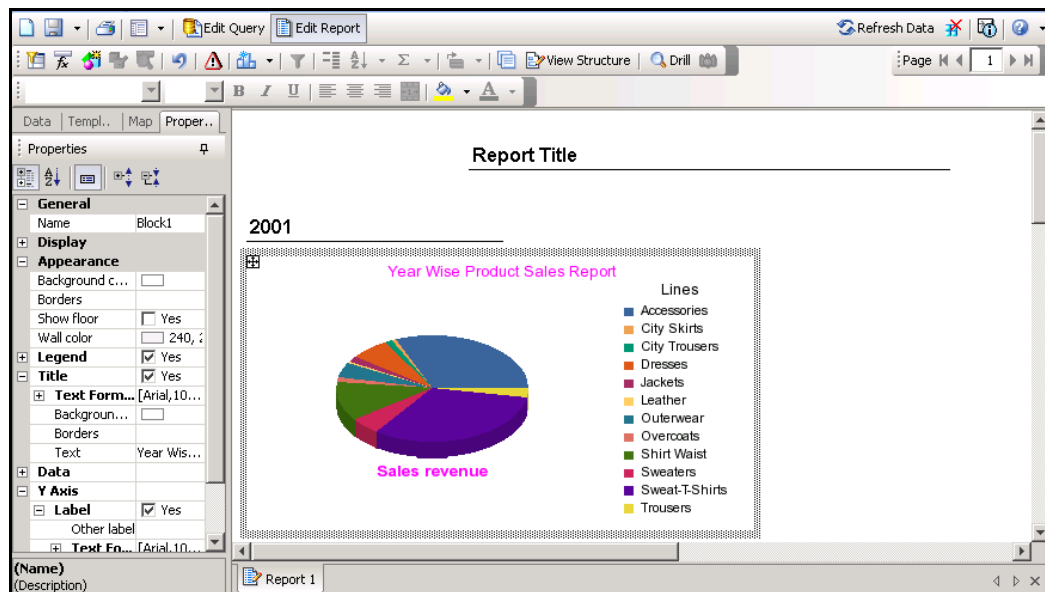 Edit Query Edit Report Refresh Data
View Structure Drill Page 1
B I U A
Data Templ.. Map Proper..
Properties
General
Name Block1
Display
Appearance
Background c...
Borders
Show floor Yes
Wall color 240, 2
Legend Yes
Title Yes
Text Form... [Arial,10...
Backgroun...
Borders
Text Year Wis...
Data
Y Axis
Label Yes
Other label
Text Fo... [Arial,10...
(Name)
(Description)
Report Title
2001
Year Wise Product Sales Report
Lines
Accessories
City Skirts
City Trousers
Dresses
Jackets
Leather
Outerwear
Overcoats
Shirt Waist
Sweaters
Sweat-T-Shirts
Trousers
Sales revenue
Report 1